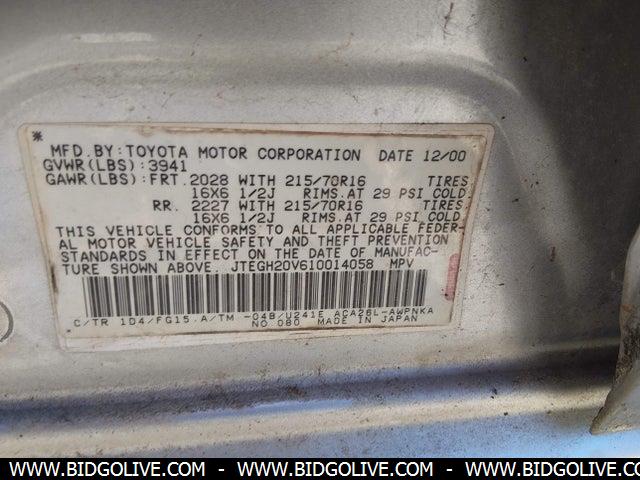 *
MFD.BY:TOYOTA MOTOR CORPORATION DATE 12/00
GVWR(LBS):3941
GAWR(LBS):FRT.2028 WITH 215/70R16 TIRES
16X6 1/2J RIMS.AT 29 PSI COLD
RR. 2227 WITH 215/70R16 TIRES
16X6 1/2J RIMS.AT 29 PSI COLD
THIS VEHICLE CONFORMS TO ALL APPLICABLE FEDER-
AL MOTOR VEHICLE SAFETY AND THEFT PREVENTION
STANDARDS IN EFFECT ON THE DATE OF MANUFAC-
TURE SHOWN ABOVE. JTEGH20V610014058 MPV
C/TR 1D4/FG15.A/TM -04B/U241E ACA26L-AWPNKA
NO.080 MADE IN JAPAN
WWW.BIDGOLIVE.COM - WWW.BIDGOLIVE.COM - WWW.BIDGOLIVE.COM